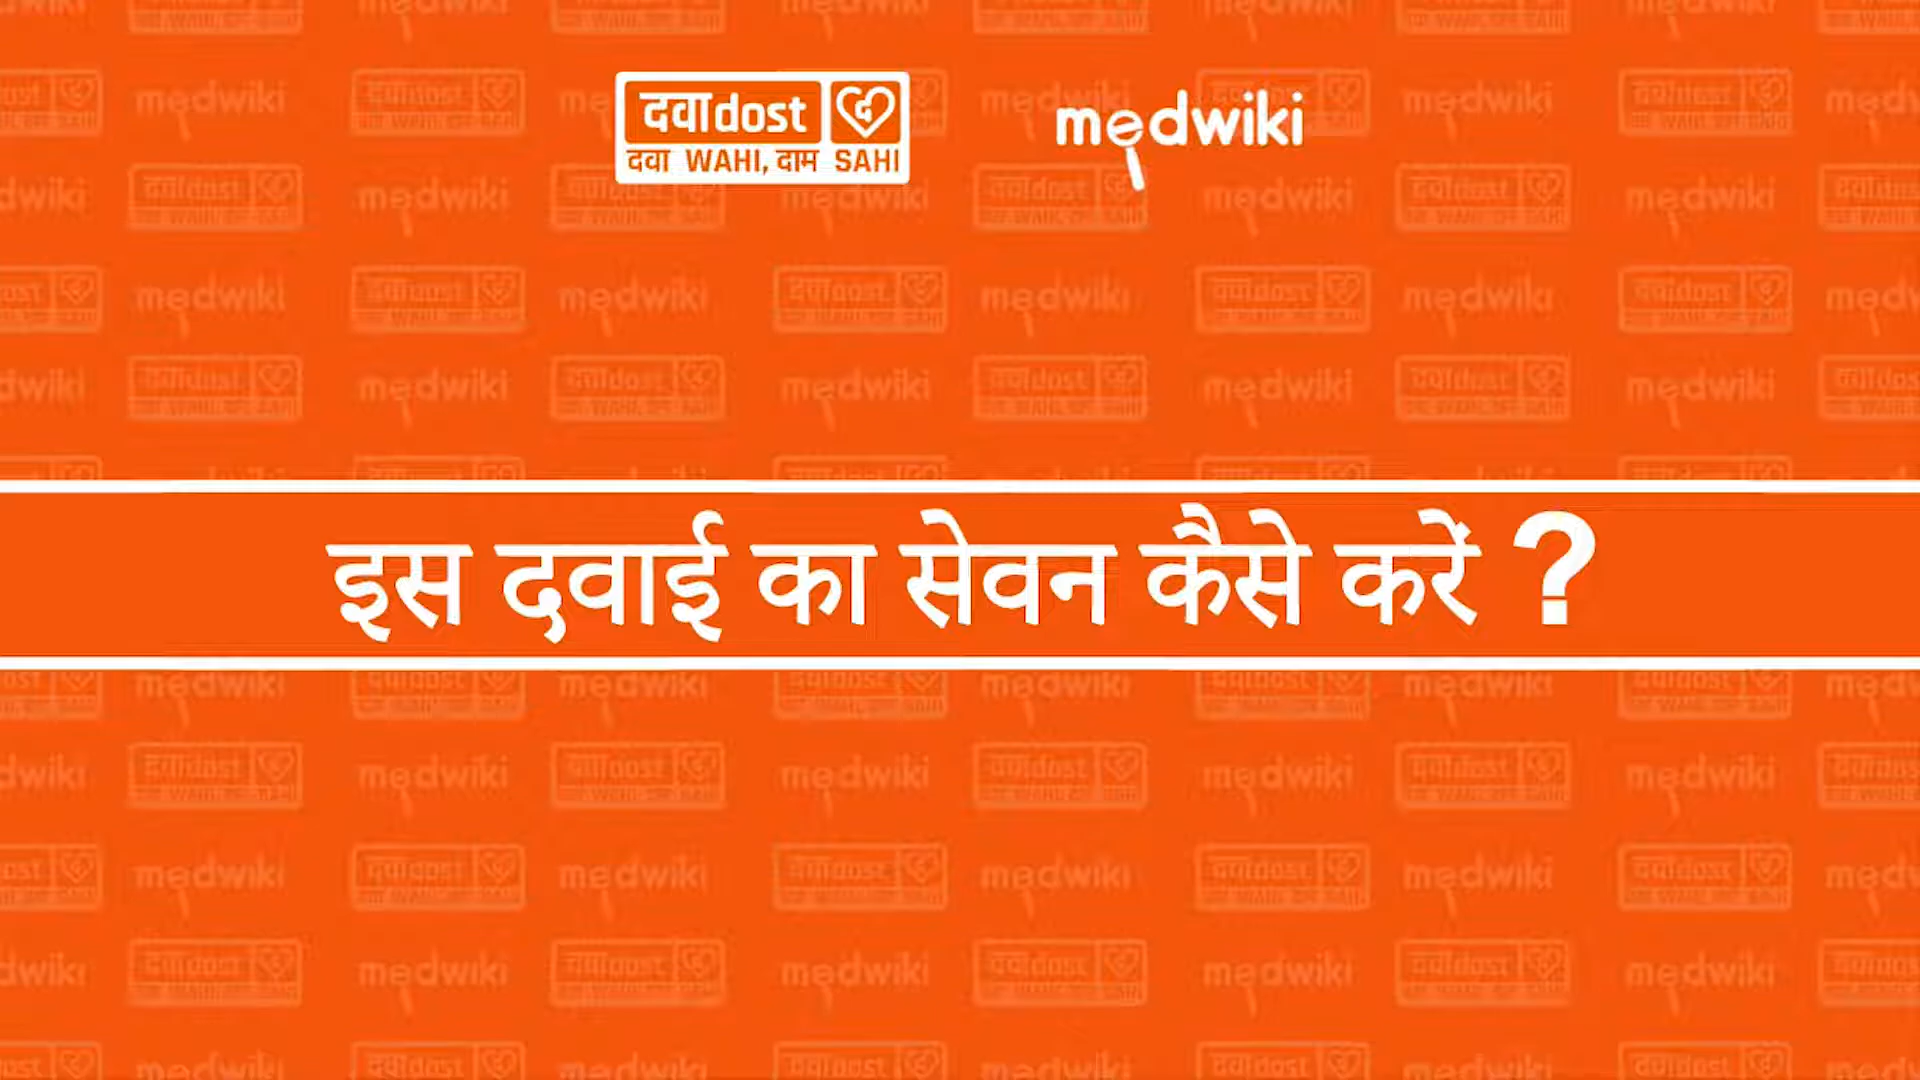 दवाdost
दवा WAHI, दाम SAHI
medwiki
इस दवाई का सेवन कैसे करें ?